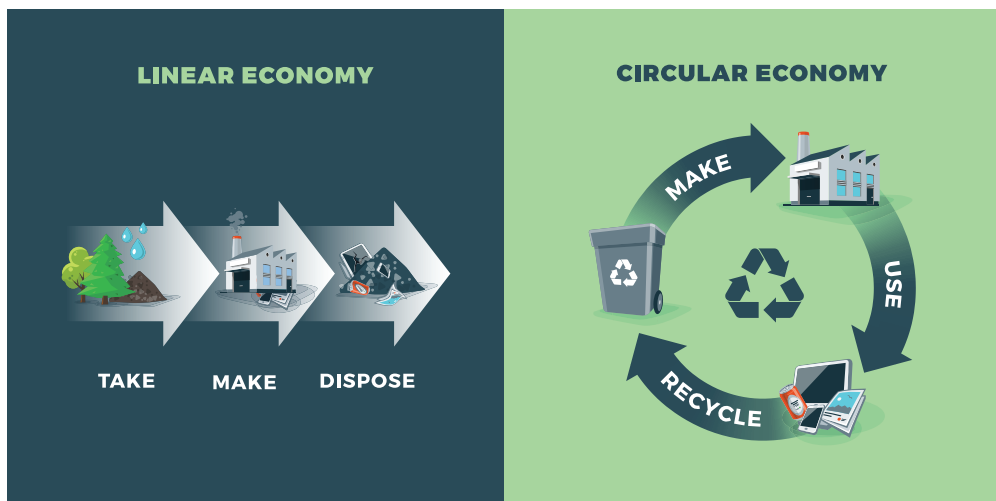 LINEAR ECONOMY
TAKE
MAKE
DISPOSE
CIRCULAR ECONOMY
MAKE
USE
RECYCLE